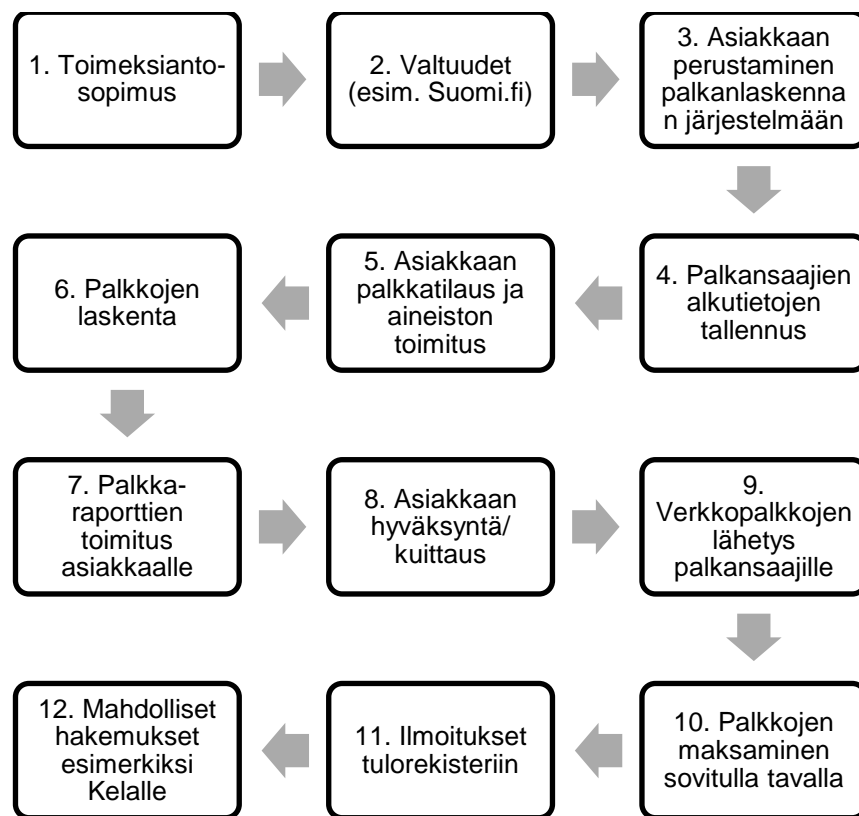 1. Toimeksianto-
sopimus
2. Valtuudet
(esim. Suomi.fi)
3. Asiakkaan
perustaminen
palkanlaskenna
n järjestelmään
4. Palkansaajien
alkutietojen
tallennus
5. Asiakkaan
palkkatilaus ja
aineiston
toimitus
6. Palkkojen
laskenta
7. Palkka-
raporttien
toimitus
asiakkaalle
8. Asiakkaan
hyväksyntä/
kuittaus
9.
Verkkopalkkojen
lähetys
palkansaajille
10. Palkkojen
maksaminen
sovitulla tavalla
11. Ilmoitukset
tulorekisteriin
12. Mahdolliset
hakemukset
esimerkiksi
Kelalle